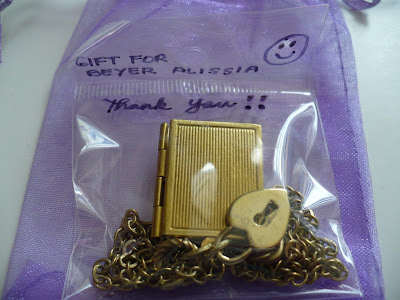 GIFT FOR
BEYER ALISSIA
Thank you !!